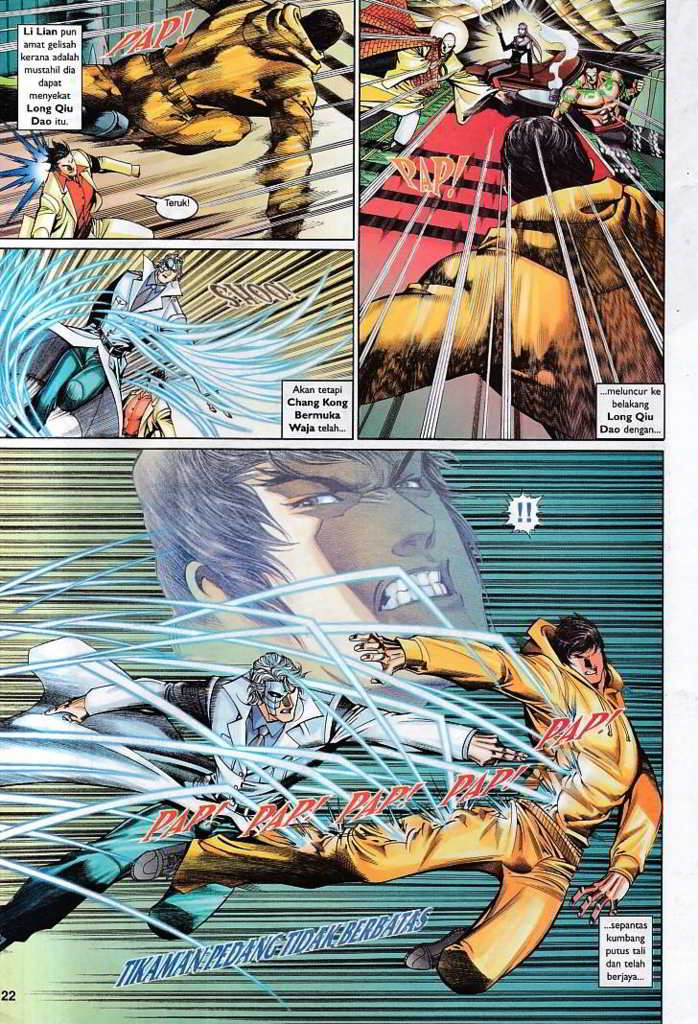 Li Lian pun
amat gelisah
kerana adalah
mustahil dia
dapat
menyekat
Long Qiu
Dao itu.
PAP!
Teruk!
PAP!
...meluncur ke
belakang
Long Qiu
Dao dengan...
SHOO!
Akan tetapi
Chang Kong
Bermuka
Waja telah...
!!
PAP!
PAP!
PAP!
PAP!
PAP!
TIKAMAN PEDANG TIDAK BERBATAS
...sepantas
kumbang
putus tali
dan telah
berjaya...
22